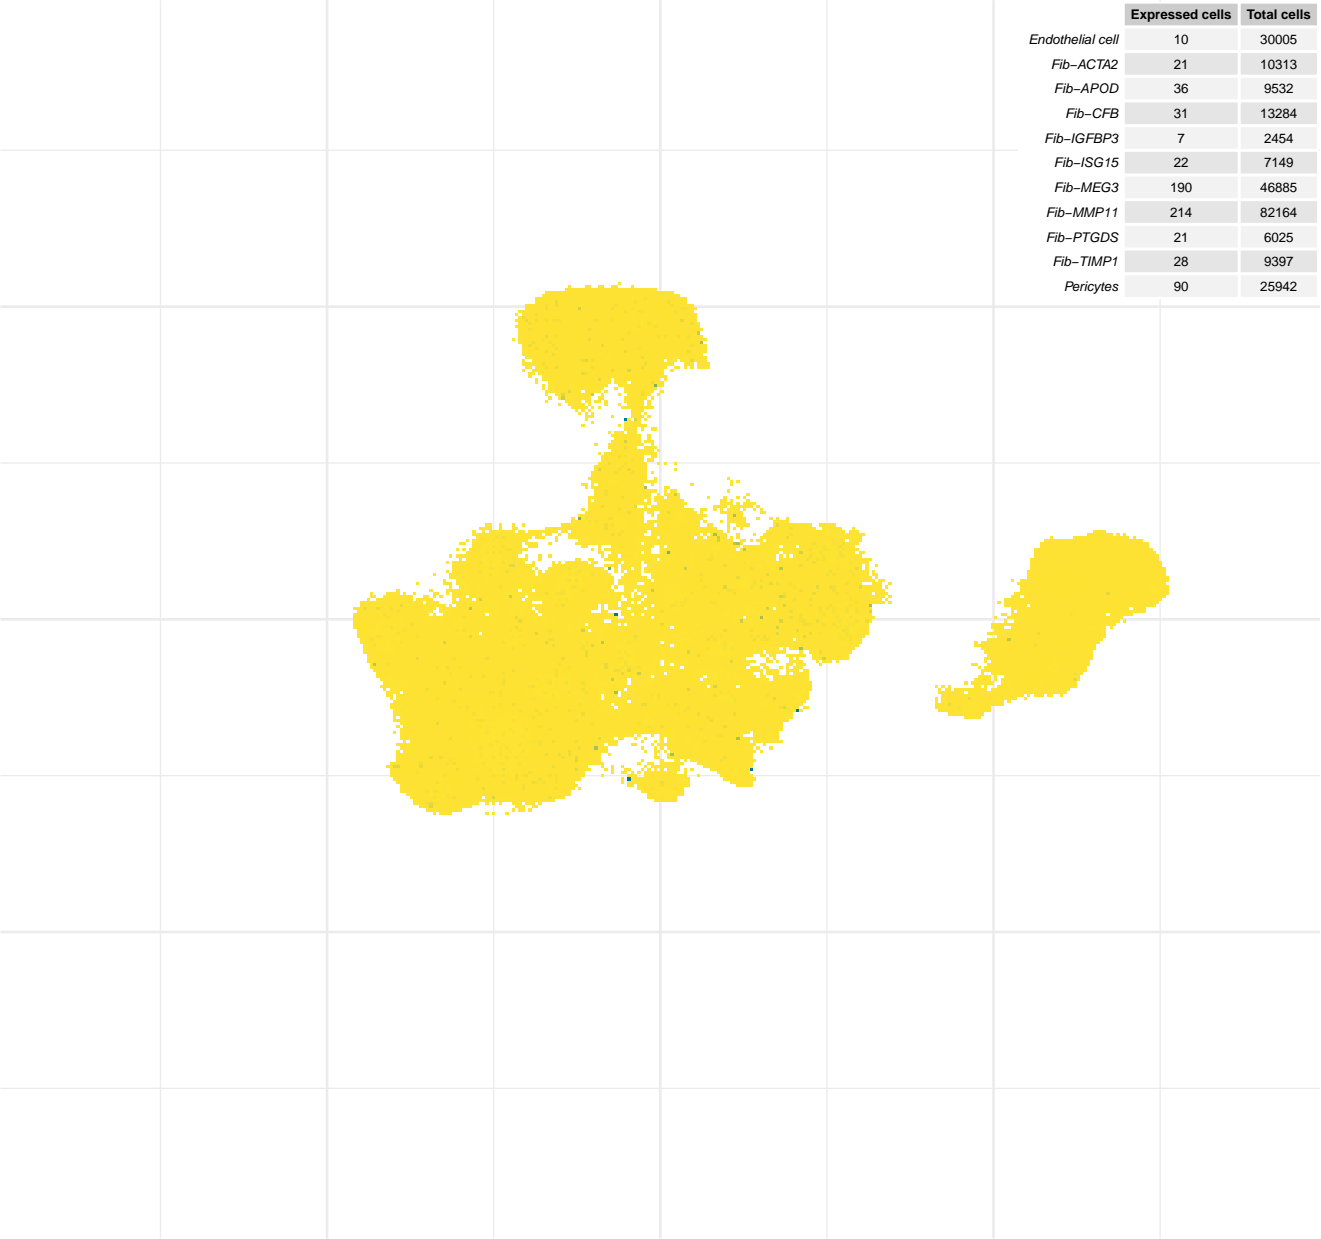 Expressed cells Total cells
Endothelial cell 10 30005
Fib−ACTA2 21 10313
Fib−APOD 36 9532
Fib−CFB 31 13284
Fib−IGFBP3 7 2454
Fib−ISG15 22 7149
Fib−MEG3 190 46885
Fib−MMP11 214 82164
Fib−PTGDS 21 6025
Fib−TIMP1 28 9397
Pericytes 90 25942